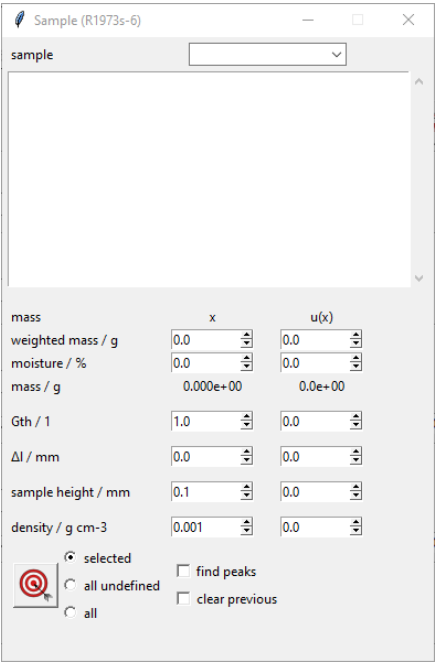 Sample (R1973s-6)
sample
mass x u(x)
weighted mass / g 0.0 0.0
moisture / % 0.0 0.0
mass / g 0.000e+00 0.0e+00
Gth / 1 1.0 0.0
Δl / mm 0.0 0.0
sample height / mm 0.1 0.0
density / g cm-3 0.001 0.0
selected
all undefined
all
find peaks
clear previous